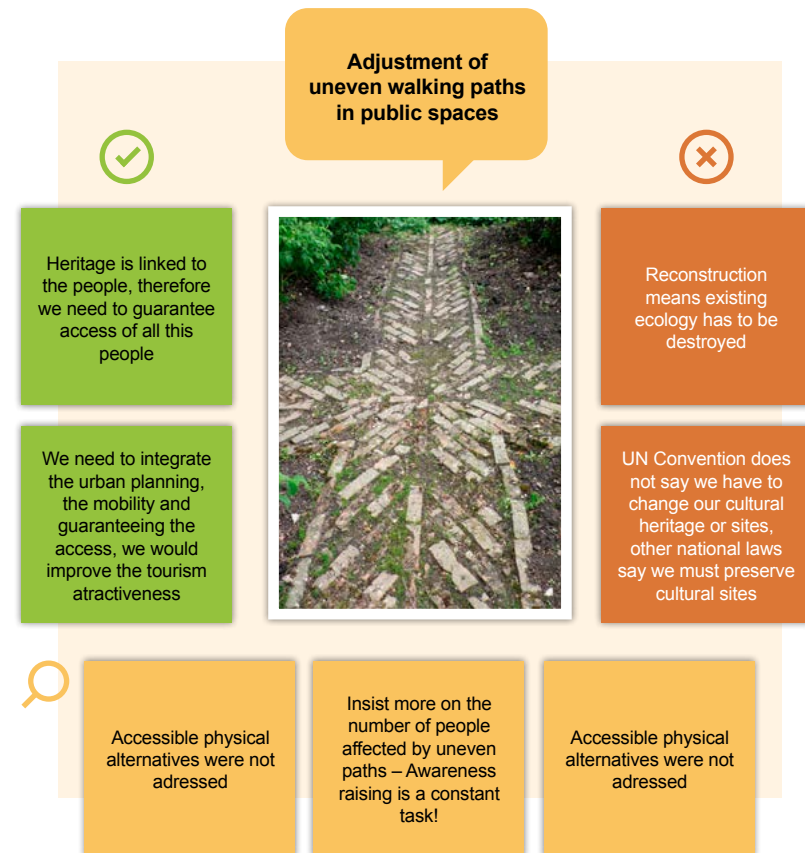 Adjustment of
uneven walking paths
in public spaces
Heritage is linked to
the people, therefore
we need to guarantee
access of all this
people
Reconstruction
means existing
ecology has to be
destroyed
We need to integrate
the urban planning,
the mobility and
guaranteeing the
access, we would
improve the tourism
atractiveness
UN Convention does
not say we have to
change our cultural
heritage or sites,
other national laws
say we must preserve
cultural sites
Accessible physical
alternatives were not
adressed
Insist more on the
number of people
affected by uneven
paths – Awareness
raising is a constant
task!
Accessible physical
alternatives were not
adressed